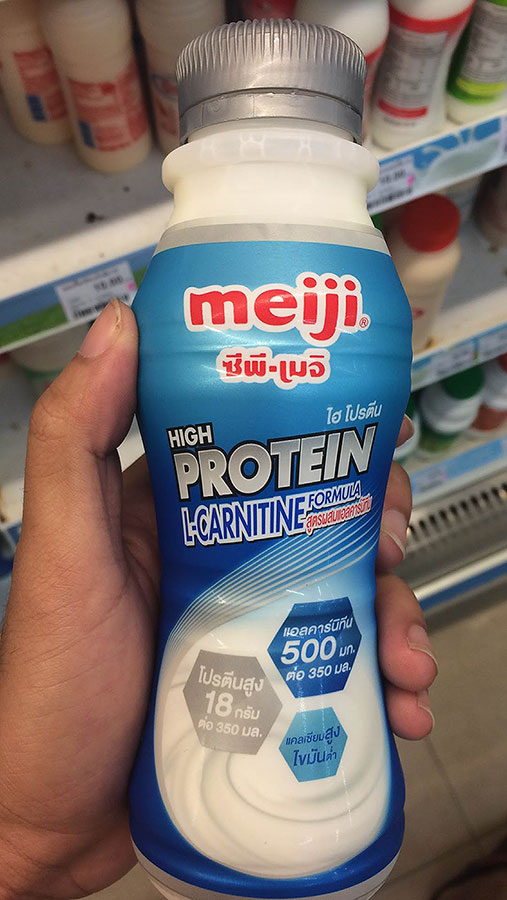 meiji®
ซีพี-เมจิ
ไฮ โปรตีน
HIGH
PROTEIN
L-CARNITINE FORMULA
สูตรผสมแอลคาร์นิทีน
แอลคาร์นิทีน
500 มก.
ต่อ 350 มล.
โปรตีนสูง
18 กรัม
ต่อ 350 มล.
แคลเซียมสูง
ไขมันต่ำ